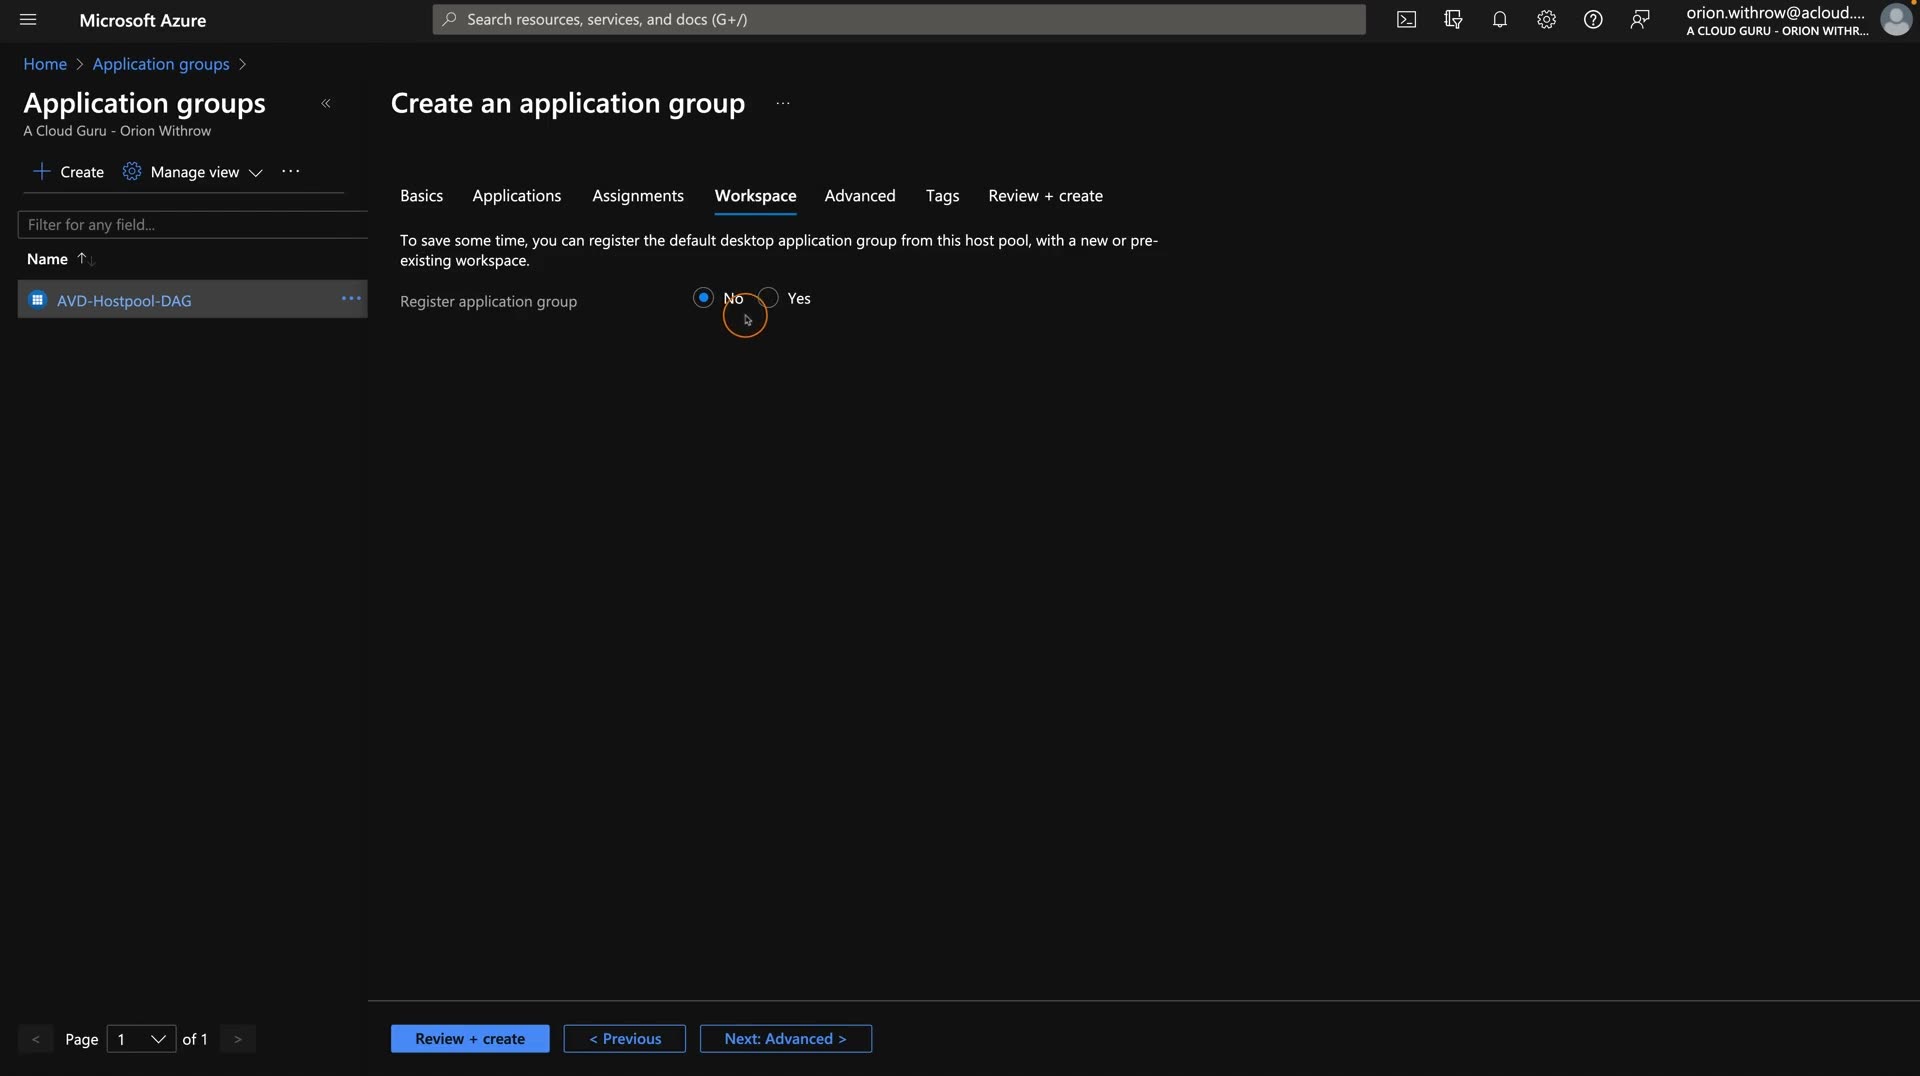 Microsoft Azure
Search resources, services, and docs (G+/)
orion.withrow@acloud....
A CLOUD GURU - ORION WITHR...
Home > Application groups >
Application groups
«
A Cloud Guru - Orion Withrow
Create
Manage view
...
Filter for any field...
Name ↑↓
AVD-Hostpool-DAG
...
Create an application group
...
Basics
Applications
Assignments
Workspace
Advanced
Tags
Review + create
To save some time, you can register the default desktop application group from this host pool, with a new or pre-
existing workspace.
Register application group
No
Yes
< Page 1 of 1 >
Review + create
< Previous
Next: Advanced >